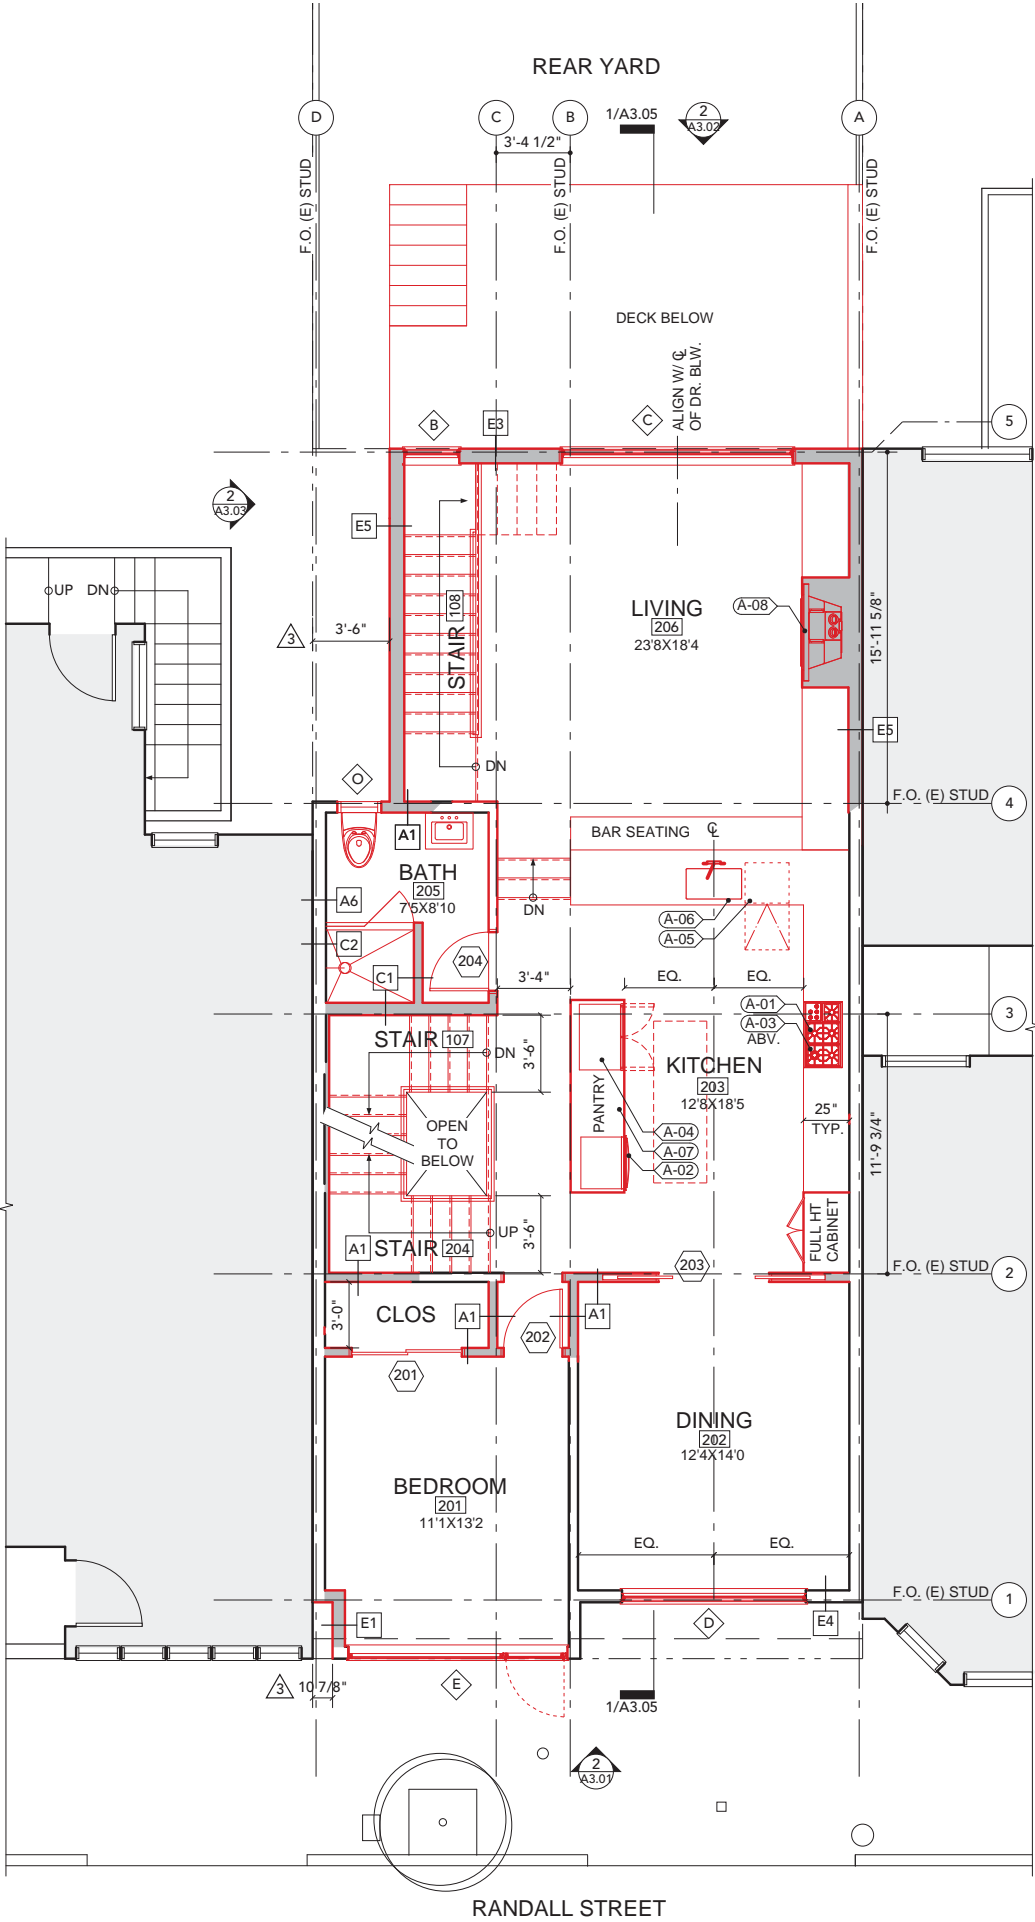 REAR YARD
D
C
B
1/A3.05
2
A3.02
A
3'-4 1/2"
F.O. (E) STUD
F.O. (E) STUD
F.O. (E) STUD
DECK BELOW
ALIGN W/ ℄
OF DR. BLW.
B
E3
C
5
2
A3.03
E5
UP
DN
3
3'-6"
STAIR 108
LIVING
206
23'8X18'4
A-08
15'-11 5/8"
E5
DN
O
F.O. (E) STUD
4
A1
BAR SEATING
℄
BATH
205
7'5X8'10
A6
DN
A-06
A-05
C2
C1
204
3'-4"
EQ.
EQ.
A-01
A-03
ABV.
3
STAIR 107
DN
3'-6"
KITCHEN
203
12'8X18'5
PANTRY
25"
TYP.
OPEN
TO
BELOW
A-04
A-07
A-02
11'-9 3/4"
UP
3'-6"
A1
STAIR 204
FULL HT
CABINET
203
F.O. (E) STUD
2
3'-0"
CLOS
A1
202
A1
201
DINING
202
12'4X14'0
BEDROOM
201
11'1X13'2
EQ.
EQ.
F.O. (E) STUD
1
E1
D
E4
3
10 7/8"
E
1/A3.05
2
A3.01
RANDALL STREET